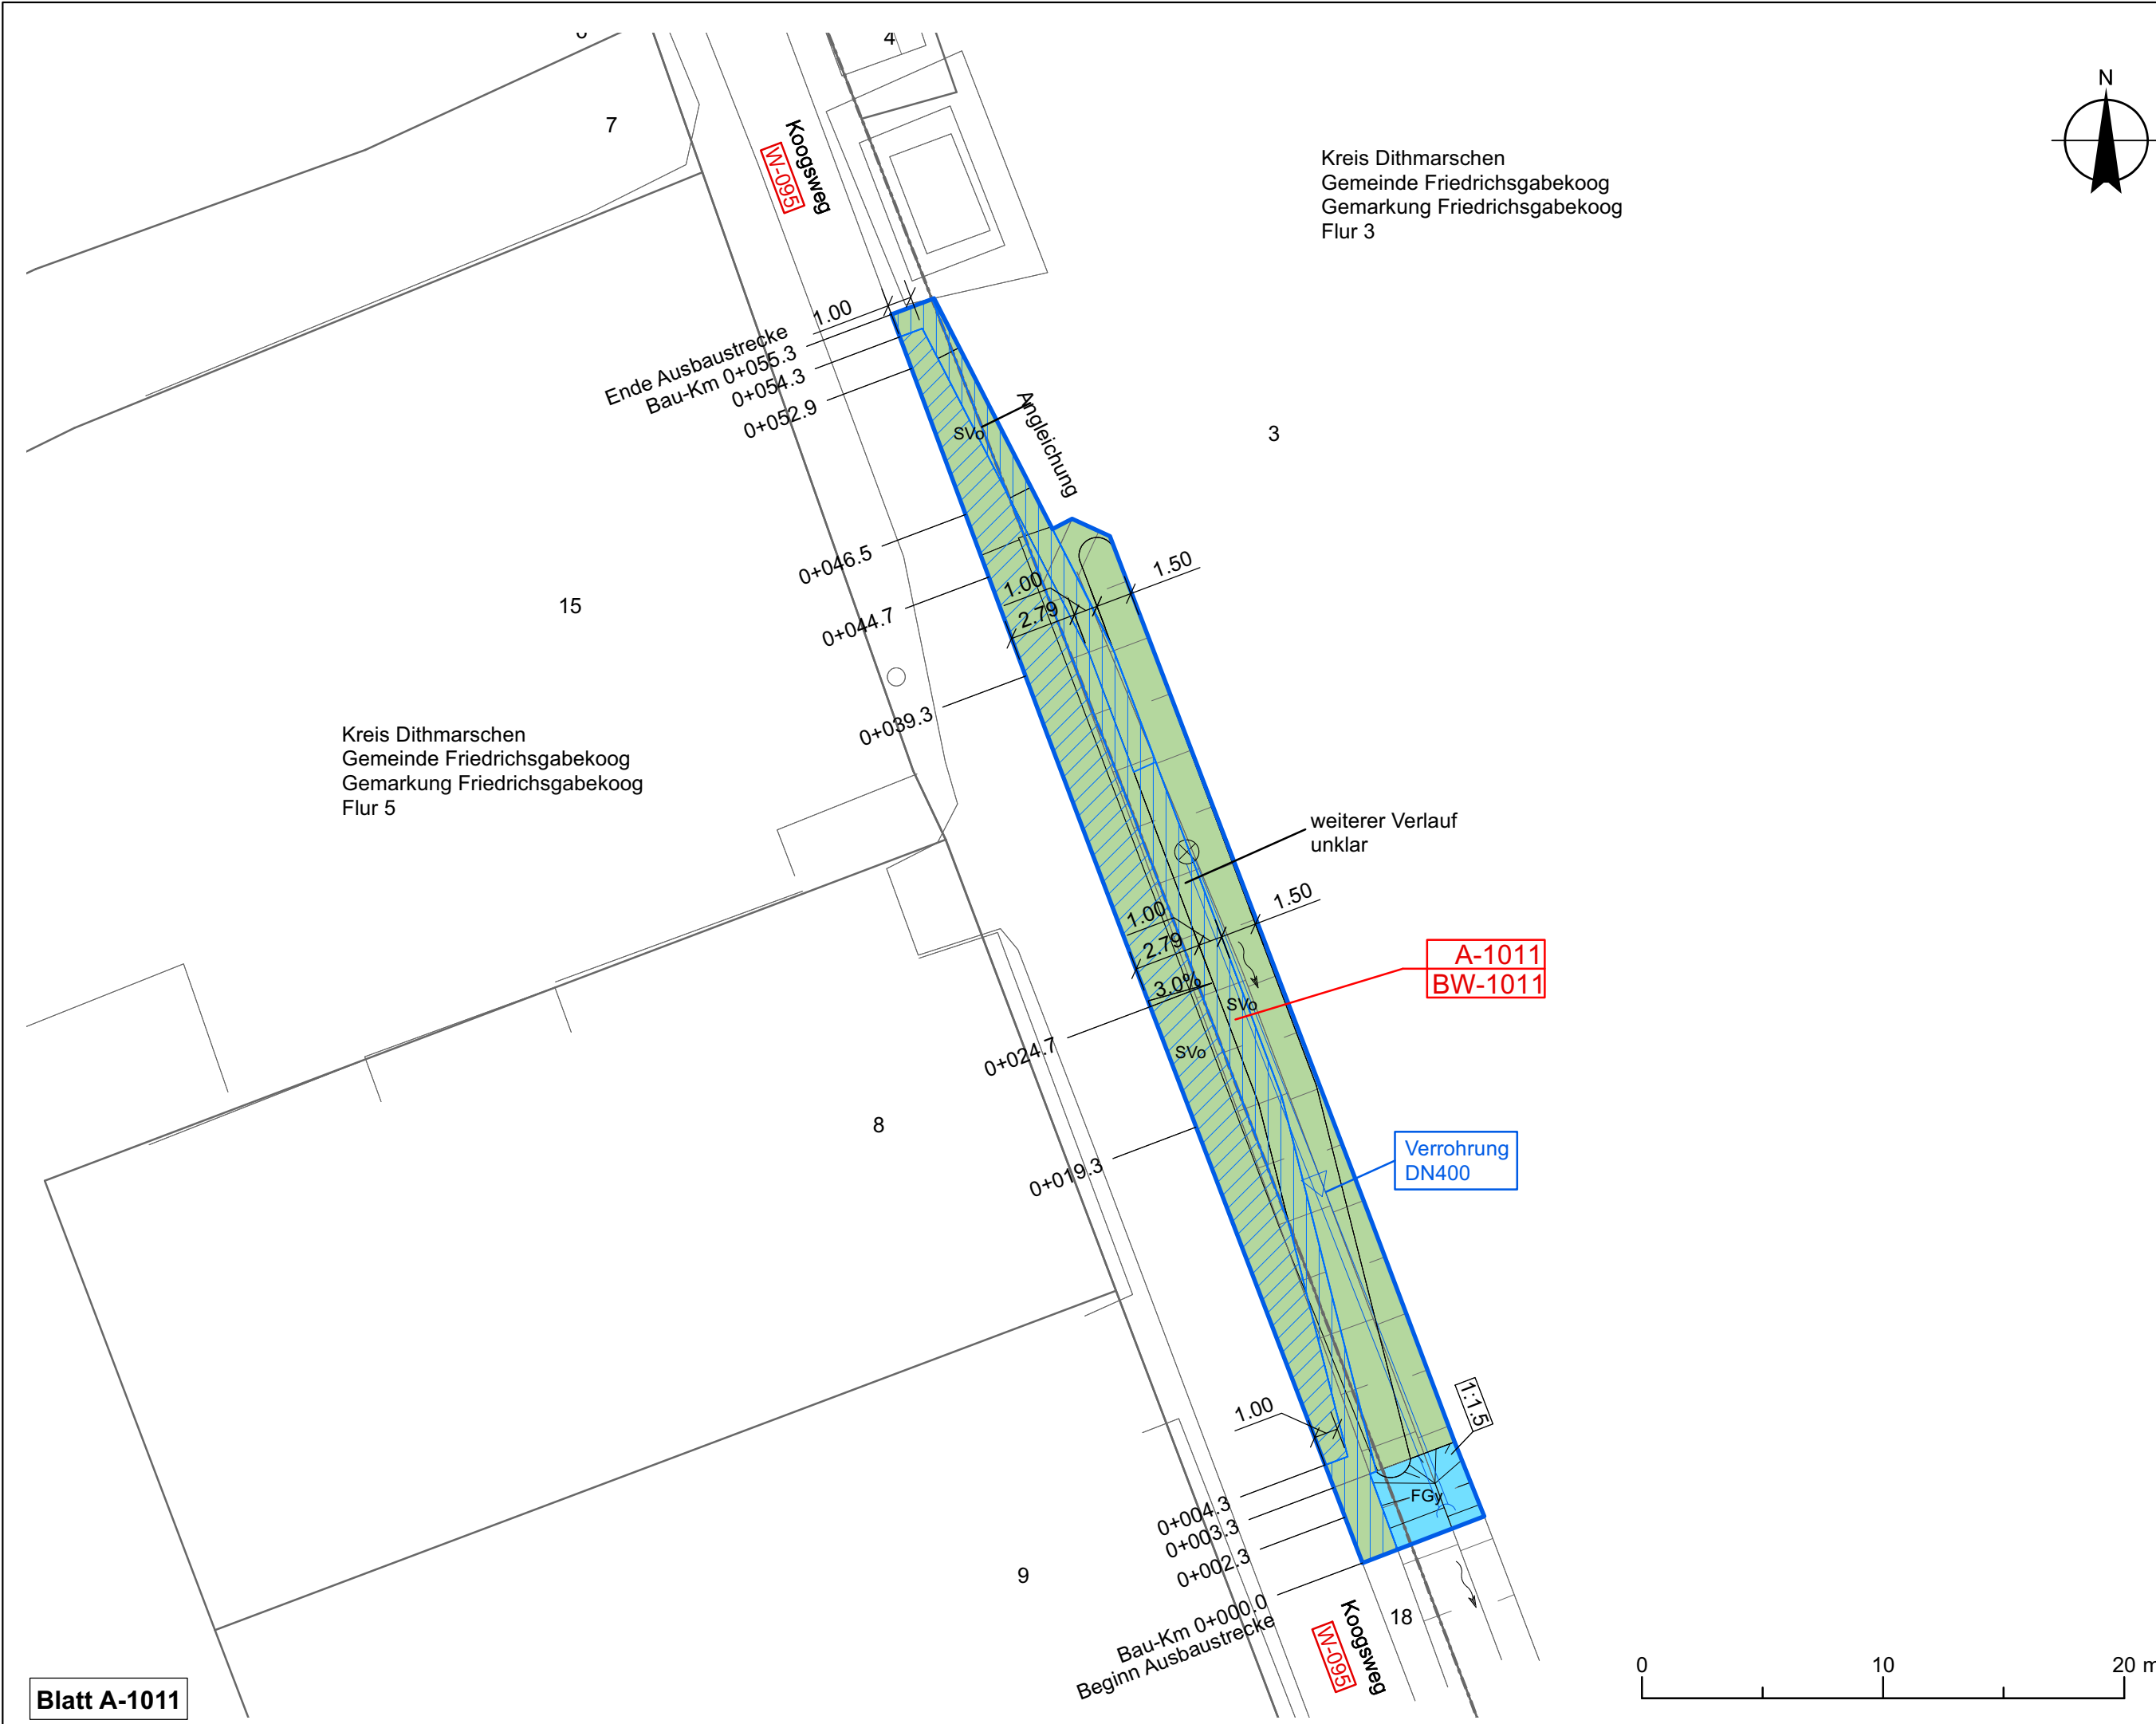 4
N
7
Koogsweg
W-095
Kreis Dithmarschen
Gemeinde Friedrichsgabekoog
Gemarkung Friedrichsgabekoog
Flur 3
1.00
Ende Ausbaustrecke
Bau-Km 0+055.3
0+054.3
0+052.9
Angleichung
SVo
3
0+046.5
1.50
1.00
2.79
0+044.7
15
0+039.3
Kreis Dithmarschen
Gemeinde Friedrichsgabekoog
Gemarkung Friedrichsgabekoog
Flur 5
weiterer Verlauf
unklar
1.50
1.00
2.79
3.0%
A-1011
BW-1011
SVo
SVo
0+024.7
8
Verrohrung
DN400
0+019.3
1:1.5
1.00
FGy
0+004.3
0+003.3
0+002.3
9
Bau-Km 0+000.0
Beginn Ausbaustrecke
Koogsweg
W-095
18
0 10 20 m
Blatt A-1011